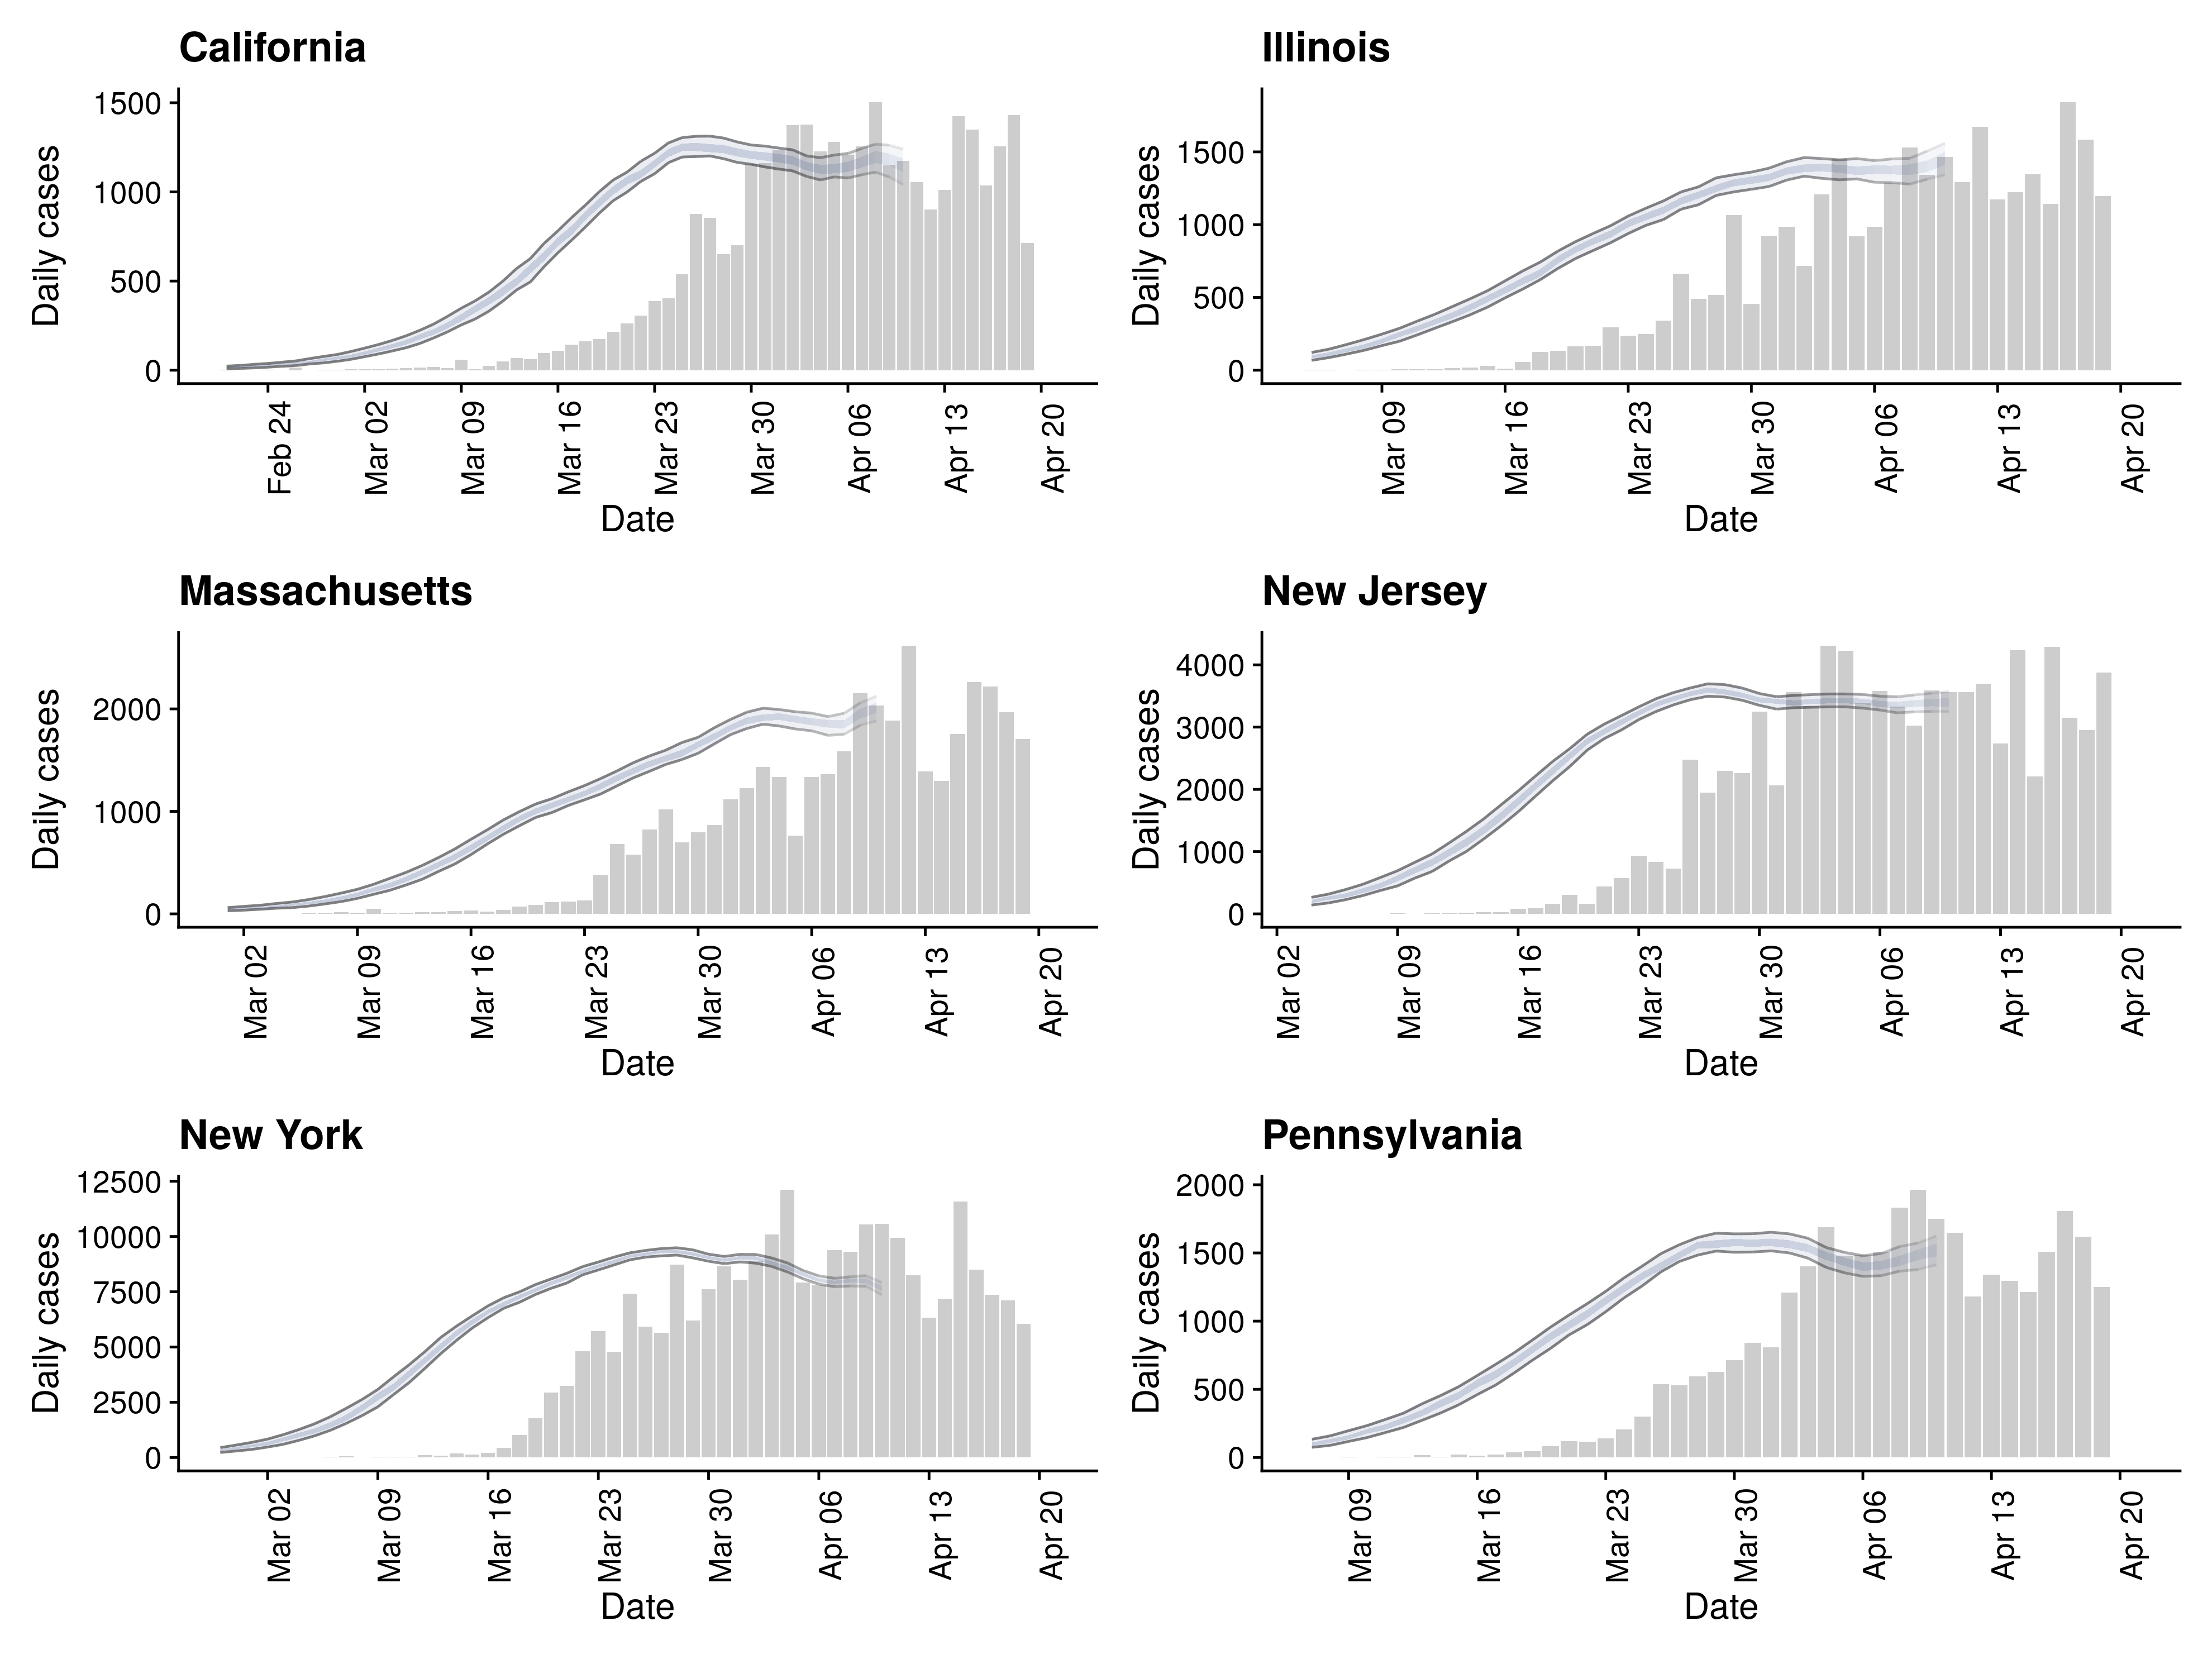 California
1500
1000
500
0
Daily cases
Feb 24
Mar 02
Mar 09
Mar 16
Mar 23
Mar 30
Apr 06
Apr 13
Apr 20
Date
Illinois
1500
1000
500
0
Daily cases
Mar 09
Mar 16
Mar 23
Mar 30
Apr 06
Apr 13
Apr 20
Date
Massachusetts
2000
1000
0
Daily cases
Mar 02
Mar 09
Mar 16
Mar 23
Mar 30
Apr 06
Apr 13
Apr 20
Date
New Jersey
4000
3000
2000
1000
0
Daily cases
Mar 02
Mar 09
Mar 16
Mar 23
Mar 30
Apr 06
Apr 13
Apr 20
Date
New York
12500
10000
7500
5000
2500
0
Daily cases
Mar 02
Mar 09
Mar 16
Mar 23
Mar 30
Apr 06
Apr 13
Apr 20
Date
Pennsylvania
2000
1500
1000
500
0
Daily cases
Mar 09
Mar 16
Mar 23
Mar 30
Apr 06
Apr 13
Apr 20
Date